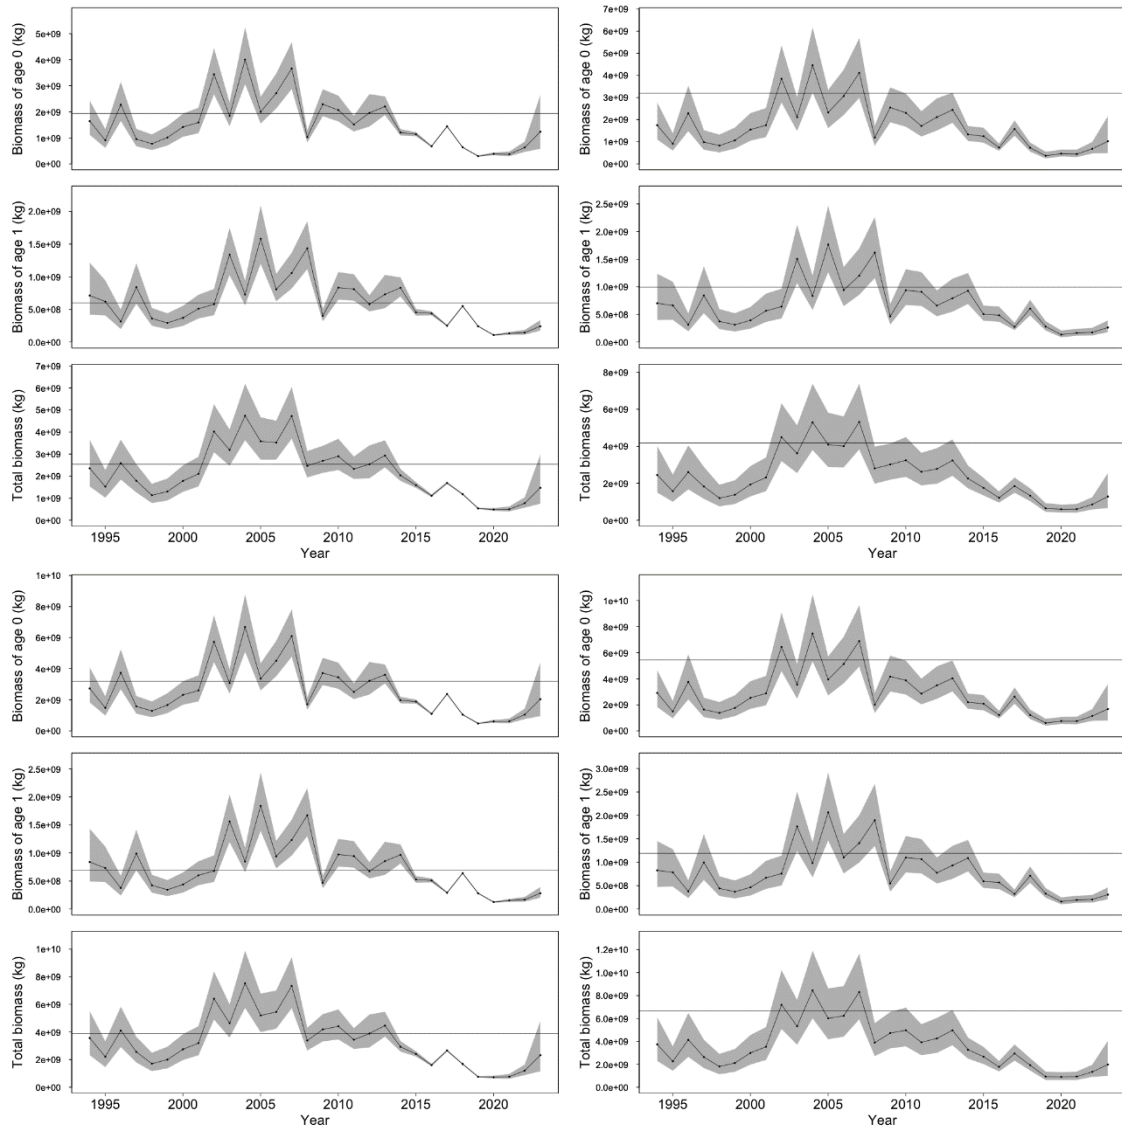 Biomass of age 0 (kg)
5e+09
4e+09
3e+09
2e+09
1e+09
0e+00
Biomass of age 0 (kg)
7e+09
6e+09
5e+09
4e+09
3e+09
2e+09
1e+09
0e+00
Biomass of age 1 (kg)
2.0e+09
1.5e+09
1.0e+09
5.0e+08
0.0e+00
Biomass of age 1 (kg)
2.5e+09
2.0e+09
1.5e+09
1.0e+09
5.0e+08
0.0e+00
Total biomass (kg)
7e+09
6e+09
5e+09
4e+09
3e+09
2e+09
1e+09
0e+00
1995 2000 2005 2010 2015 2020
Year
Total biomass (kg)
8e+09
6e+09
4e+09
2e+09
0e+00
1995 2000 2005 2010 2015 2020
Year
Biomass of age 0 (kg)
1e+10
8e+09
6e+09
4e+09
2e+09
0e+00
Biomass of age 0 (kg)
1e+10
8e+09
6e+09
4e+09
2e+09
0e+00
Biomass of age 1 (kg)
2.5e+09
2.0e+09
1.5e+09
1.0e+09
5.0e+08
0.0e+00
Biomass of age 1 (kg)
3.0e+09
2.5e+09
2.0e+09
1.5e+09
1.0e+09
5.0e+08
0.0e+00
Total biomass (kg)
1e+10
8e+09
6e+09
4e+09
2e+09
0e+00
1995 2000 2005 2010 2015 2020
Year
Total biomass (kg)
1.2e+10
1.0e+10
8.0e+09
6.0e+09
4.0e+09
2.0e+09
0.0e+00
1995 2000 2005 2010 2015 2020
Year